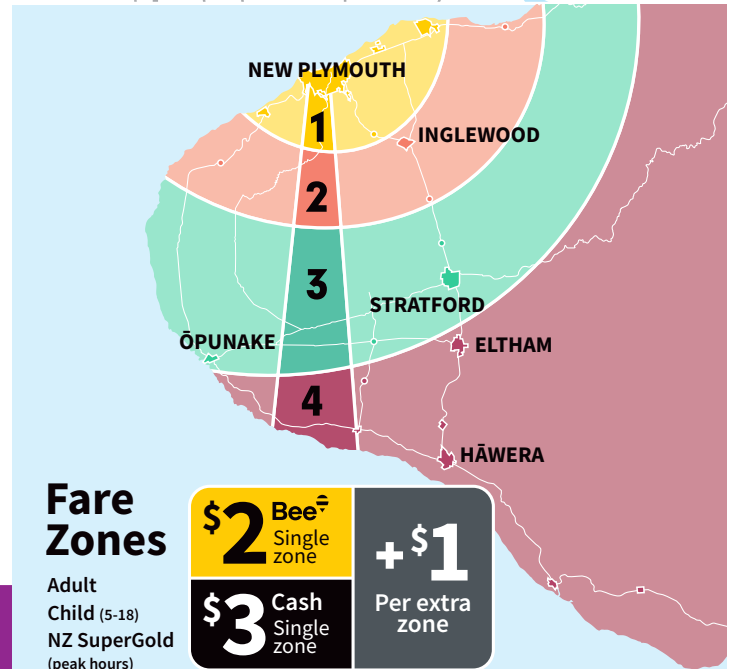 NEW PLYMOUTH
1
INGLEWOOD
2
3
STRATFORD
ŌPUNAKE
ELTHAM
4
HĀWERA
Fare
Zones
Adult
Child (5-18)
NZ SuperGold
(peak hours)
$2 Bee
Single
zone
$3 Cash
Single
zone
+$1
Per extra
zone